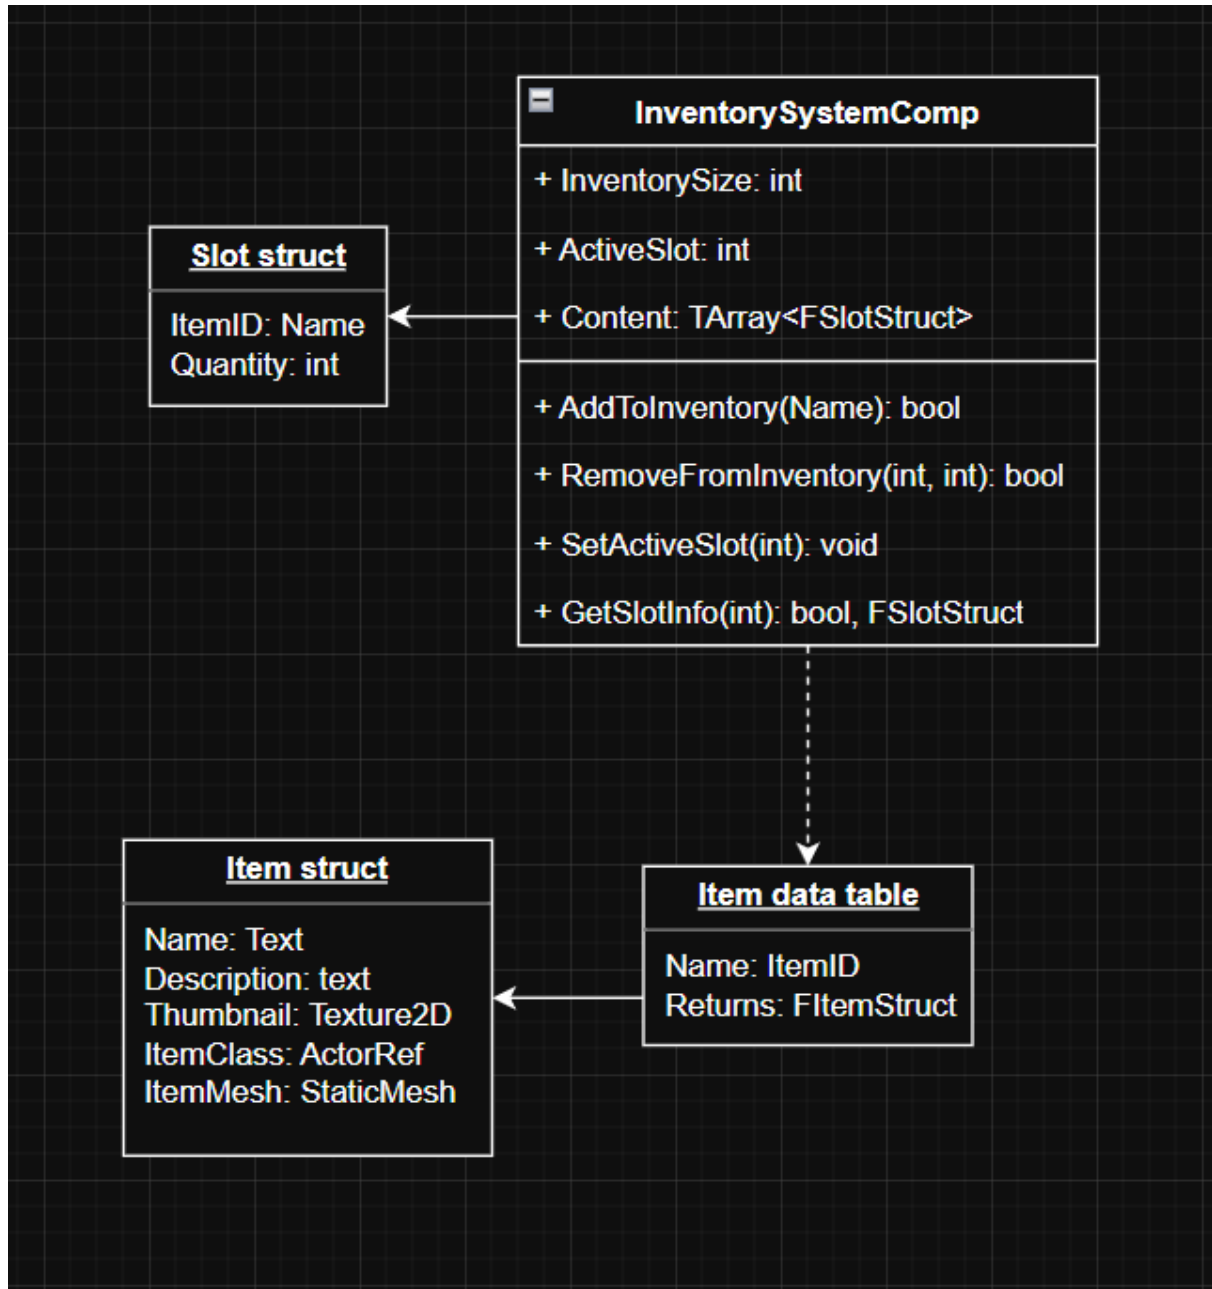 InventorySystemComp
+ InventorySize: int
+ ActiveSlot: int
+ Content: TArray<FSlotStruct>
+ AddToInventory(Name): bool
+ RemoveFromInventory(int, int): bool
+ SetActiveSlot(int): void
+ GetSlotInfo(int): bool, FSlotStruct
Slot struct
ItemID: Name
Quantity: int
Item struct
Name: Text
Description: text
Thumbnail: Texture2D
ItemClass: ActorRef
ItemMesh: StaticMesh
Item data table
Name: ItemID
Returns: FItemStruct